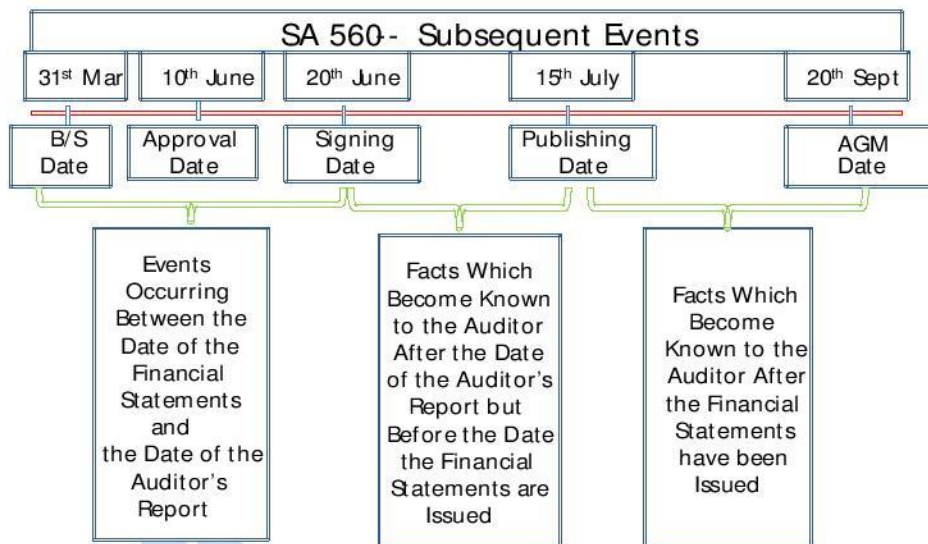 SA 560-- Subsequent Events
31st Mar
10th June
20th June
15th July
20th Sept
B/S
Date
Approval
Date
Signing
Date
Publishing
Date
AGM
Date
Events
Occurring
Between the
Date of the
Financial
Statements
and
the Date of the
Auditor's
Report
Facts Which
Become Known
to the Auditor
After the Date
of the Auditor's
Report but
Before the Date
the Financial
Statements are
Issued
Facts Which
Become
Known to the
Auditor After
the Financial
Statements
have been
Issued